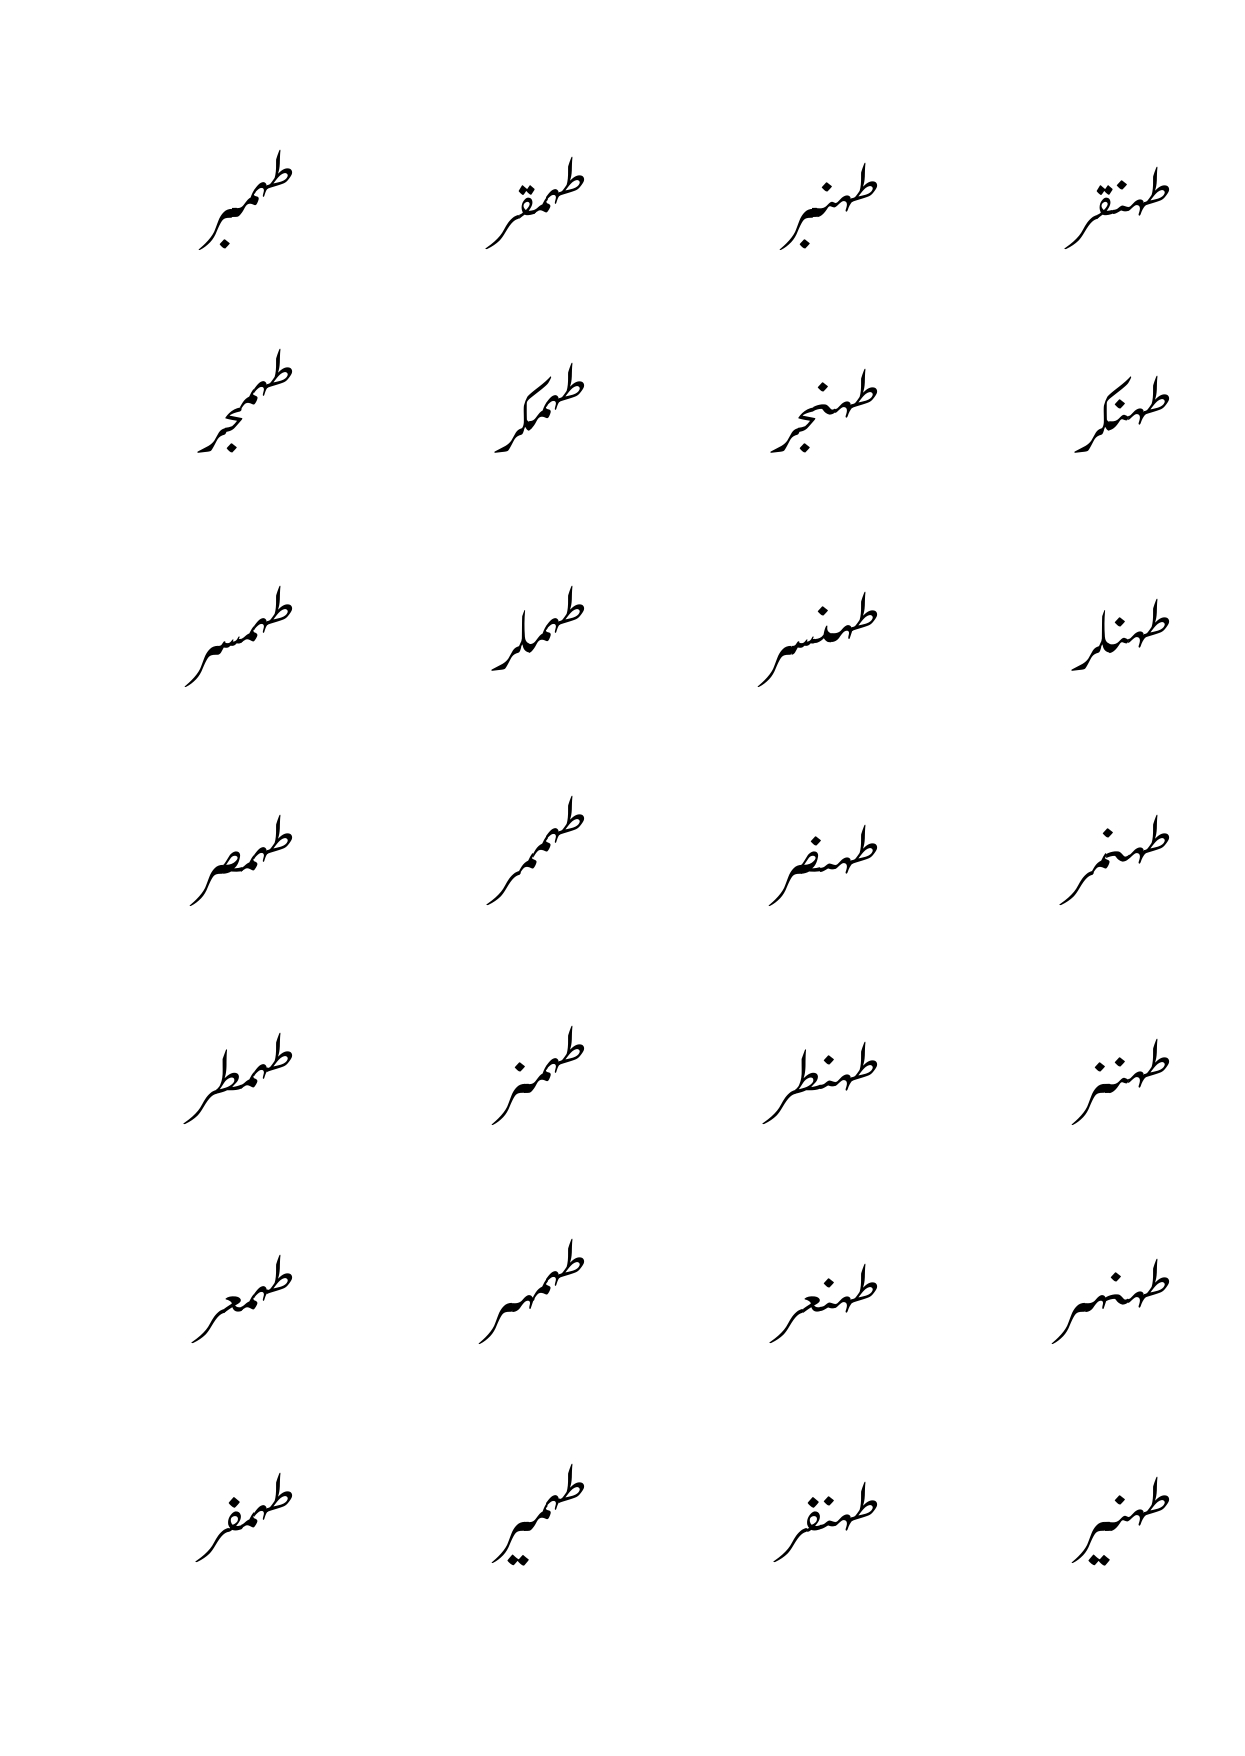 طهنقر طهنبر طهمقر طهمبر
طهنكر طهنجر طهمكر طهمجر
طهنلر طهنسر طهملر طهمسر
طهنمر طهنضر طهممر طهمصر
طهننر طهنطر طهمنر طهمطر
طهنهر طهنعر طهمهر طهمعر
طهنير طهنفر طهمير طهمفر